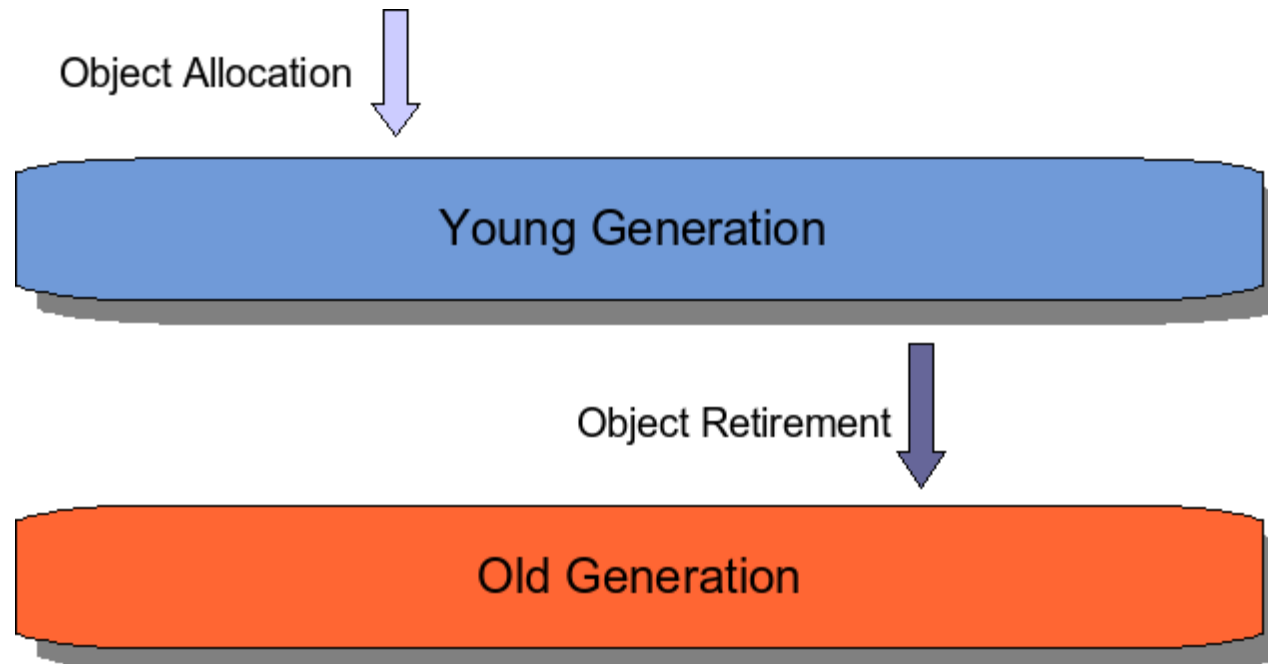 Object Allocation
Young Generation
Object Retirement
Old Generation